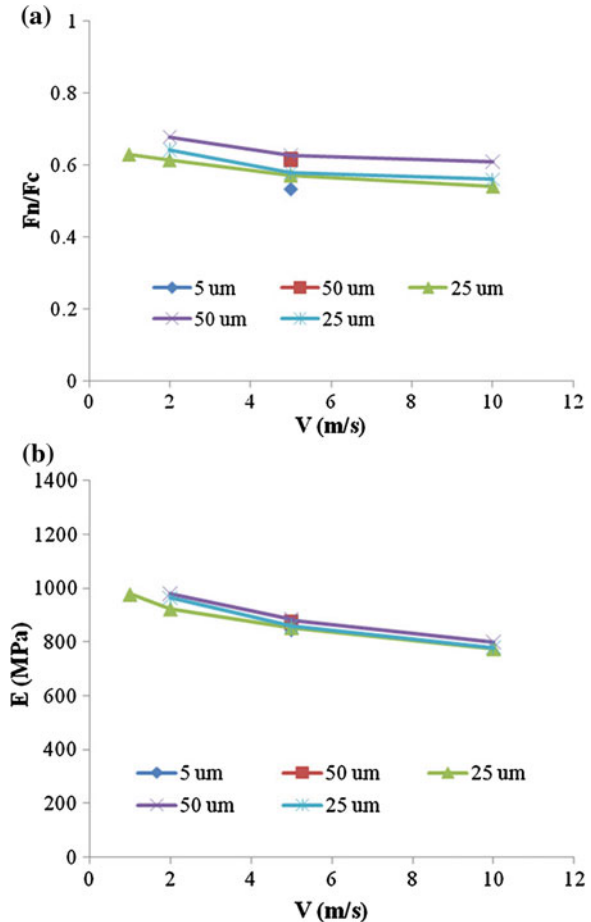 (a)
1
0.8
0.6
0.4
0.2
0
Fn/Fc
5 um 50 um 25 um
50 um 25 um
0 2 4 6 8 10 12
V (m/s)
(b)
1400
1200
1000
800
600
400
200
0
E (MPa)
5 um 50 um 25 um
50 um 25 um
0 2 4 6 8 10 12
V (m/s)